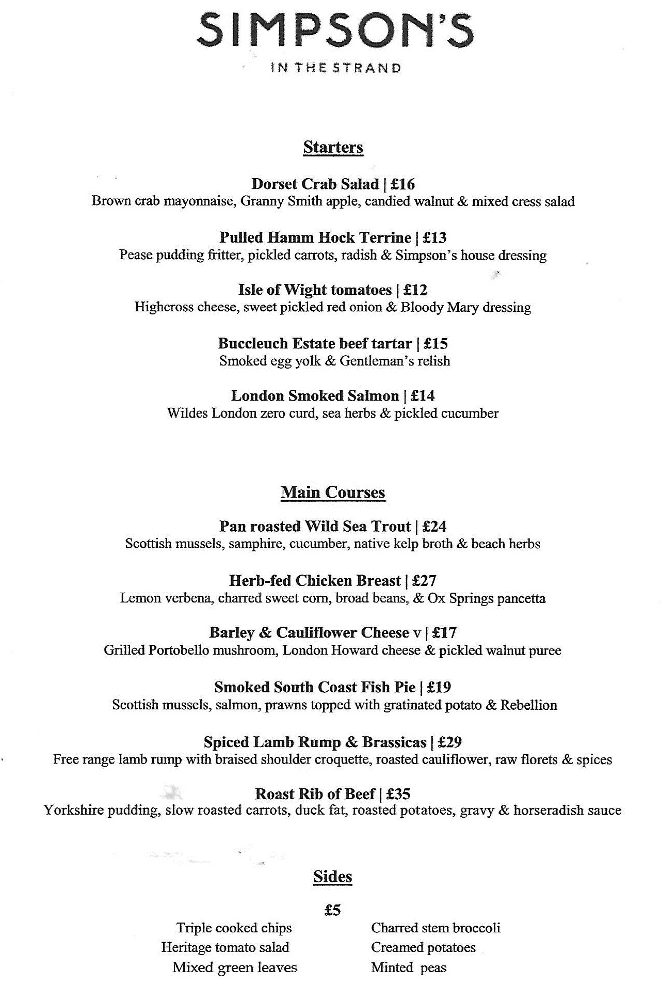 SIMPSON'S
IN THE STRAND
Starters
Dorset Crab Salad | £16
Brown crab mayonnaise, Granny Smith apple, candied walnut & mixed cress salad
Pulled Hamm Hock Terrine | £13
Pease pudding fritter, pickled carrots, radish & Simpson's house dressing
Isle of Wight tomatoes | £12
Highcross cheese, sweet pickled red onion & Bloody Mary dressing
Buccleuch Estate beef tartar | £15
Smoked egg yolk & Gentleman's relish
London Smoked Salmon | £14
Wildes London zero curd, sea herbs & pickled cucumber
Main Courses
Pan roasted Wild Sea Trout | £24
Scottish mussels, samphire, cucumber, native kelp broth & beach herbs
Herb-fed Chicken Breast | £27
Lemon verbena, charred sweet corn, broad beans, & Ox Springs pancetta
Barley & Cauliflower Cheese v | £17
Grilled Portobello mushroom, London Howard cheese & pickled walnut puree
Smoked South Coast Fish Pie | £19
Scottish mussels, salmon, prawns topped with gratinated potato & Rebellion
Spiced Lamb Rump & Brassicas | £29
Free range lamb rump with braised shoulder croquette, roasted cauliflower, raw florets & spices
Roast Rib of Beef | £35
Yorkshire pudding, slow roasted carrots, duck fat, roasted potatoes, gravy & horseradish sauce
Sides
£5
Triple cooked chips Charred stem broccoli
Heritage tomato salad Creamed potatoes
Mixed green leaves Minted peas